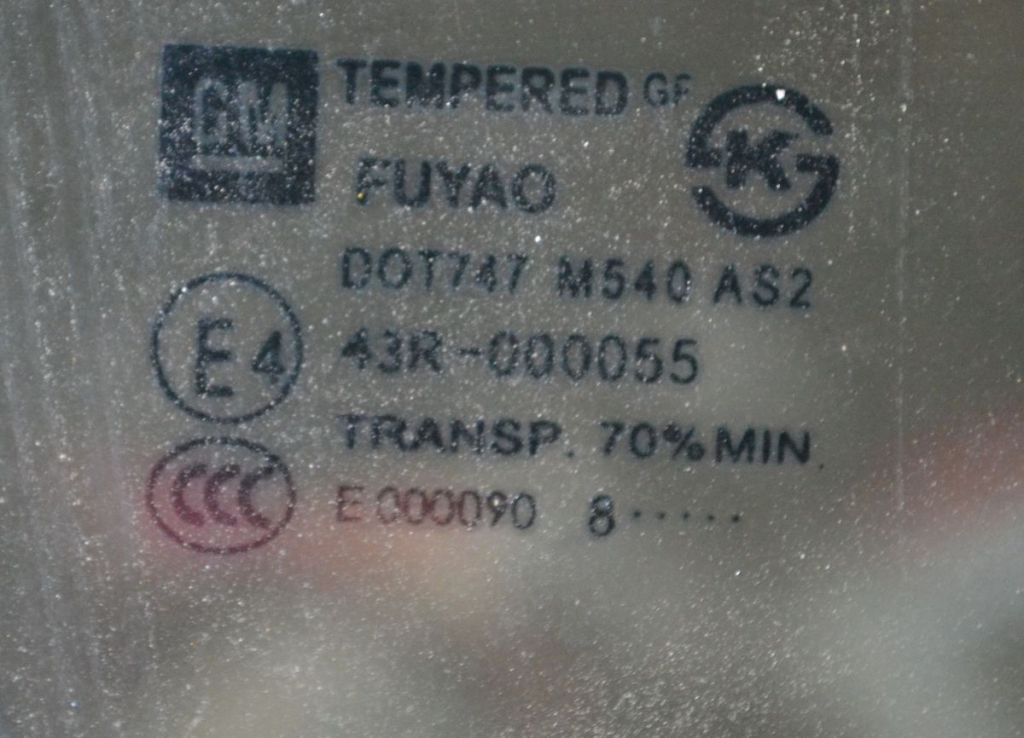 GM TEMPERED GF
FUYAO
K
DOT747 M540 AS2
E4 43R-000055
TRANSP. 70%MIN.
CCC E000090 8·····